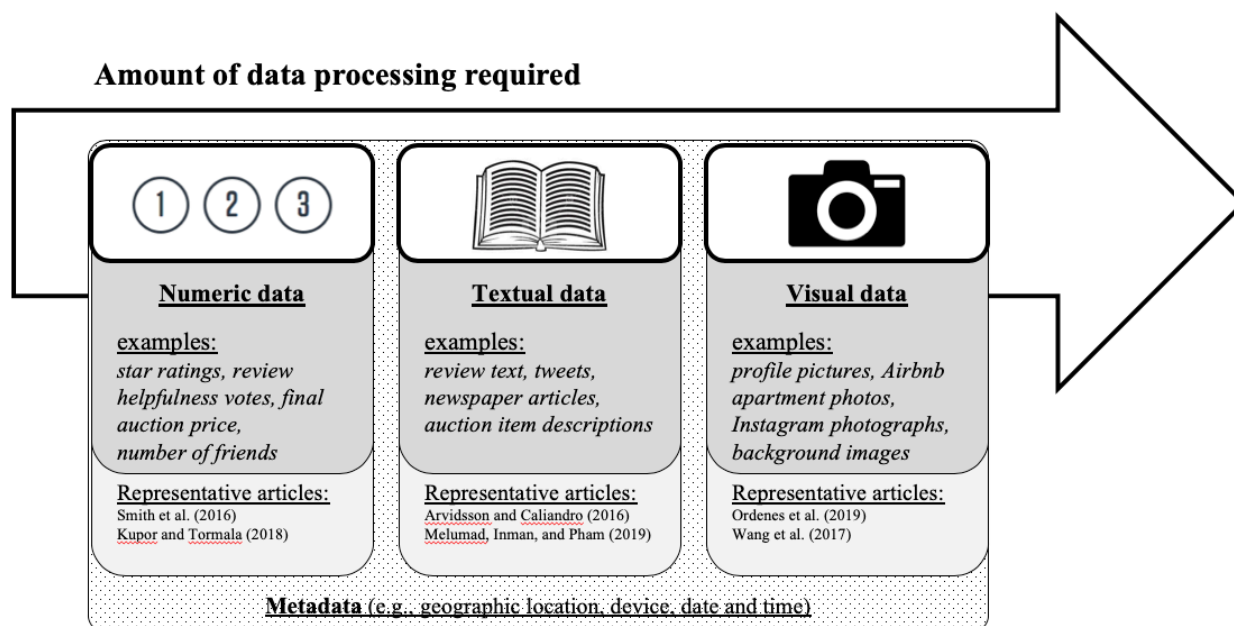 Amount of data processing required
1 2 3
Numeric data
examples:
star ratings, review
helpfulness votes, final
auction price,
number of friends
Representative articles:
Smith et al. (2016)
Kupor and Tormala (2018)
Textual data
examples:
review text, tweets,
newspaper articles,
auction item descriptions
Representative articles:
Arvidsson and Caliandro (2016)
Melumad, Inman, and Pham (2019)
Visual data
examples:
profile pictures, Airbnb
apartment photos,
Instagram photographs,
background images
Representative articles:
Ordenes et al. (2019)
Wang et al. (2017)
Metadata (e.g., geographic location, device, date and time)